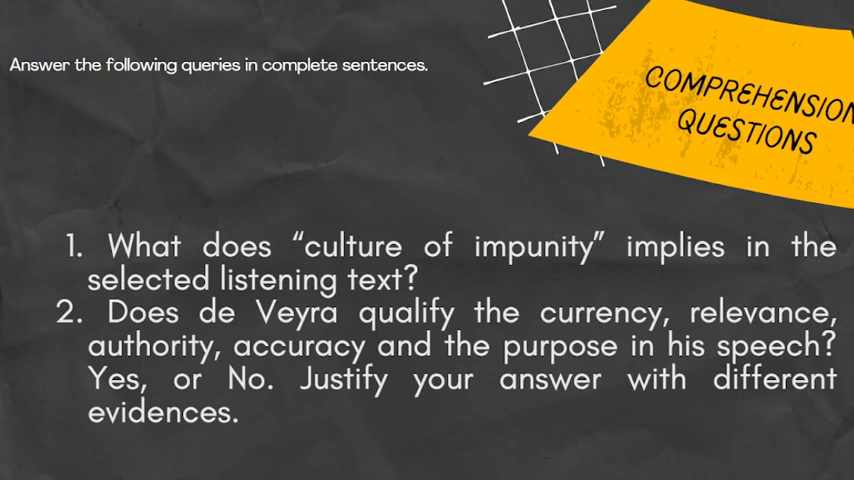 Answer the following queries in complete sentences.
COMPREHENSION
QUESTIONS
1. What does “culture of impunity” implies in the
selected listening text?
2. Does de Veyra qualify the currency, relevance,
authority, accuracy and the purpose in his speech?
Yes, or No. Justify your answer with different
evidences.